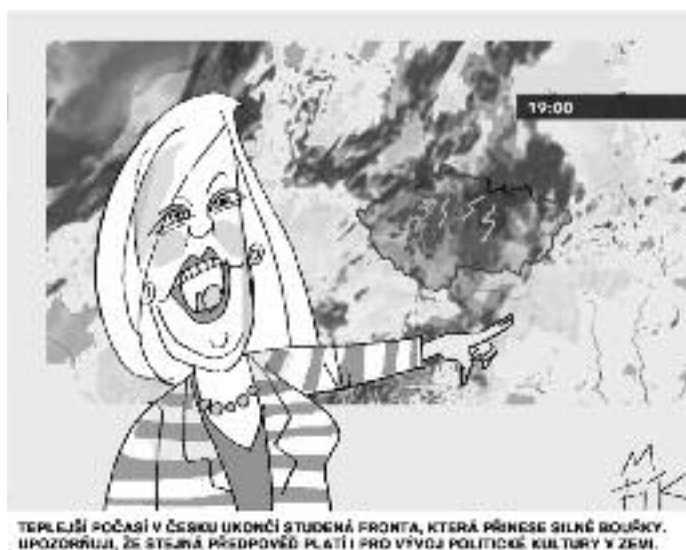 19:00
M
FIK
TEPLEJŠÍ POČASÍ V ČESKU UKONČÍ STUDENÁ FRONTA, KTERÁ PŘINESE SILNÉ BOUŘKY.
UPOZORŇUJI, ŽE STEJNÁ PŘEDPOVĚĎ PLATÍ I PRO VÝVOJ POLITICKÉ KULTURY V ZEMI.